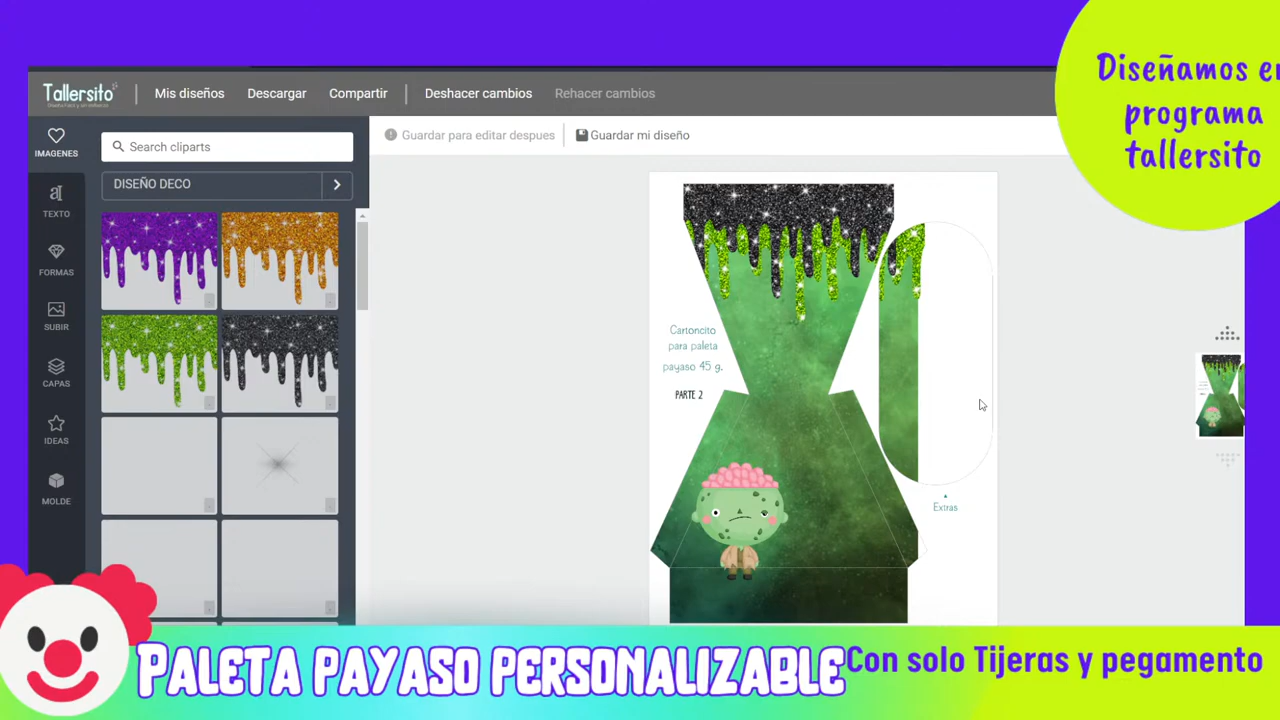 Diseñamos en
programa
tallersito
Tallersito
Mis diseños
Descargar
Compartir
Deshacer cambios
Rehacer cambios
IMAGENES
TEXTO
FORMAS
SUBIR
CAPAS
IDEAS
MOLDE
Search cliparts
DISEÑO DECO
Guardar para editar despues
Guardar mi diseño
Cartoncito
para paleta
payaso 45 g.
PARTE 2
Extras
PALETA PAYASO PERSONALIZABLE
Con solo Tijeras y pegamento